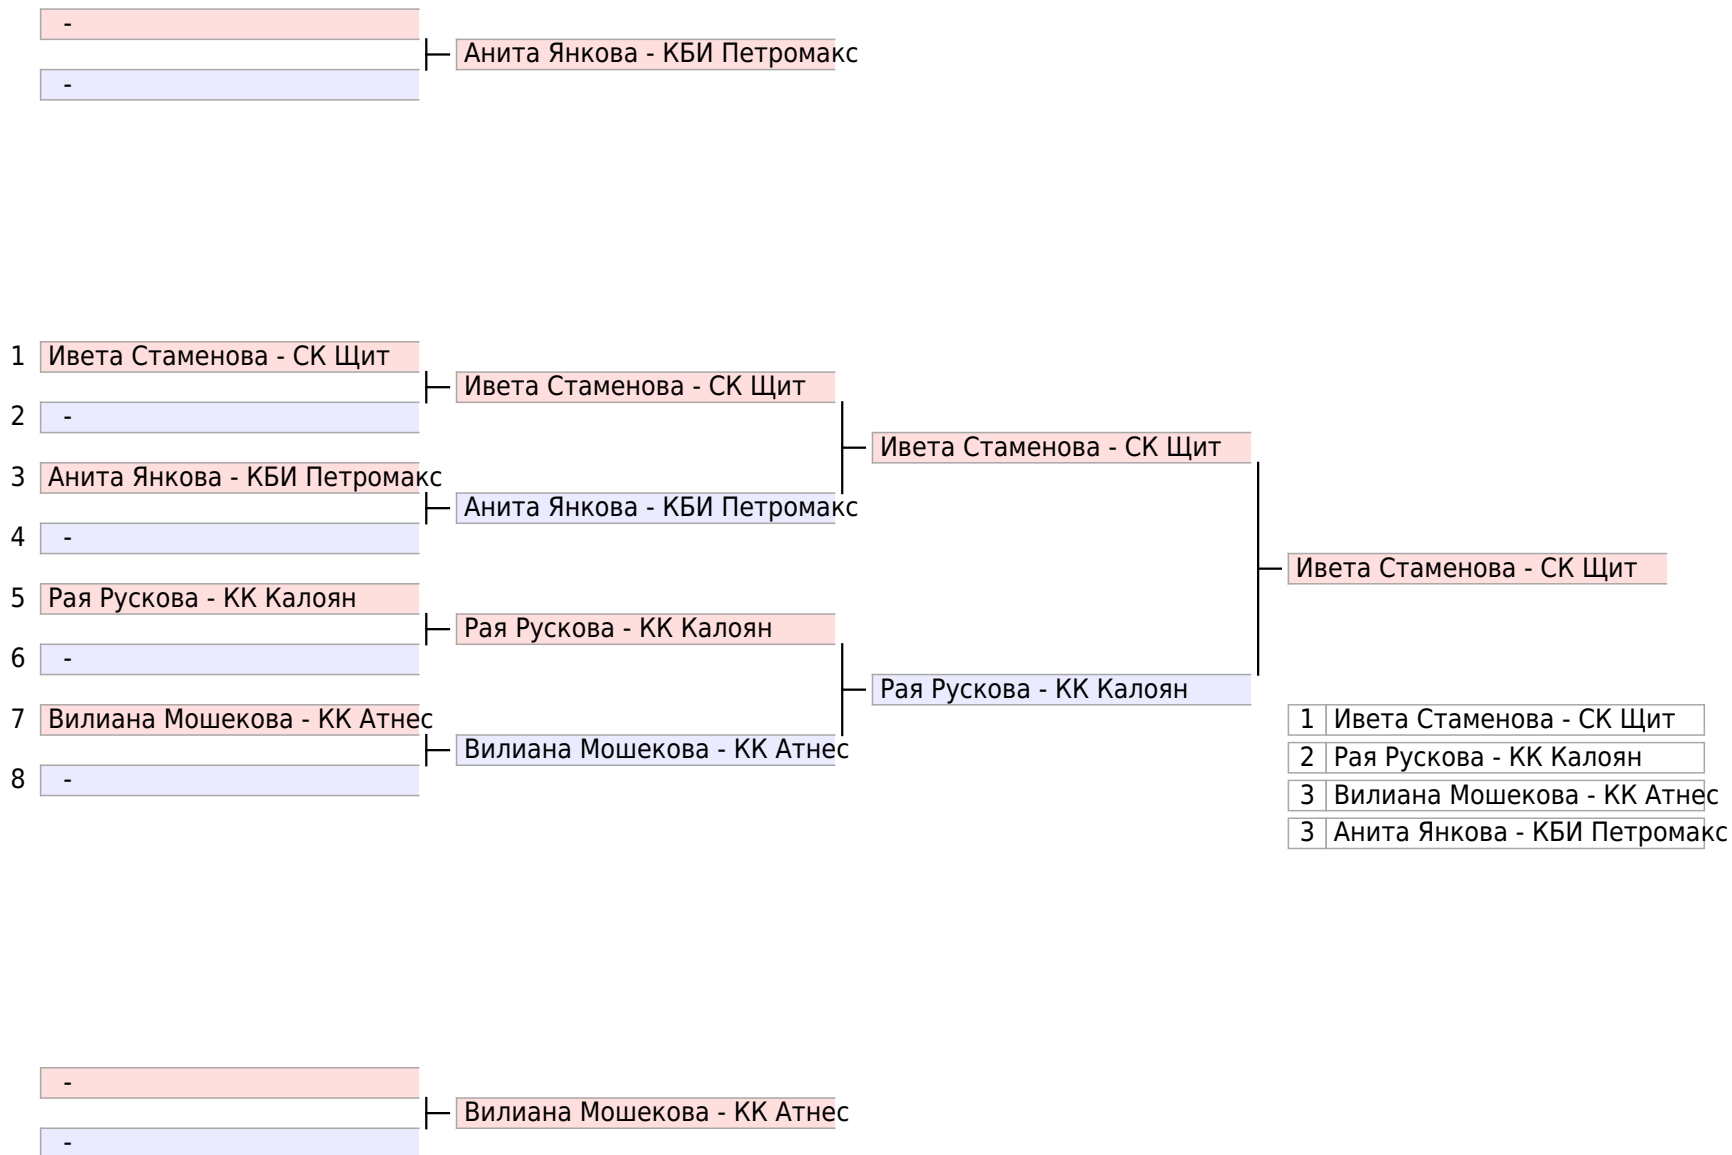 -
Анита Янкова - КБИ Петромакс
-
1 Ивета Стаменова - СК Щит
Ивета Стаменова - СК Щит
2 -
Ивета Стаменова - СК Щит
3 Анита Янкова - КБИ Петромакс
Анита Янкова - КБИ Петромакс
4 -
Ивета Стаменова - СК Щит
5 Рая Рускова - КК Калоян
Рая Рускова - КК Калоян
6 -
Рая Рускова - КК Калоян
7 Вилиана Мошекова - КК Атнес
Вилиана Мошекова - КК Атнес
8 -
1 Ивета Стаменова - СК Щит
2 Рая Рускова - КК Калоян
3 Вилиана Мошекова - КК Атнес
3 Анита Янкова - КБИ Петромакс
-
Вилиана Мошекова - КК Атнес
-